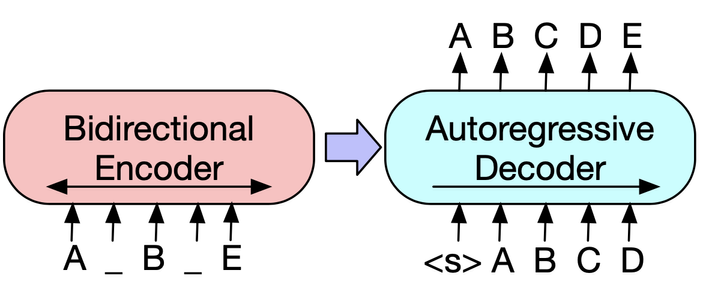 A B C D E
Bidirectional
Encoder
Autoregressive
Decoder
A _ B _ E
<s> A B C D